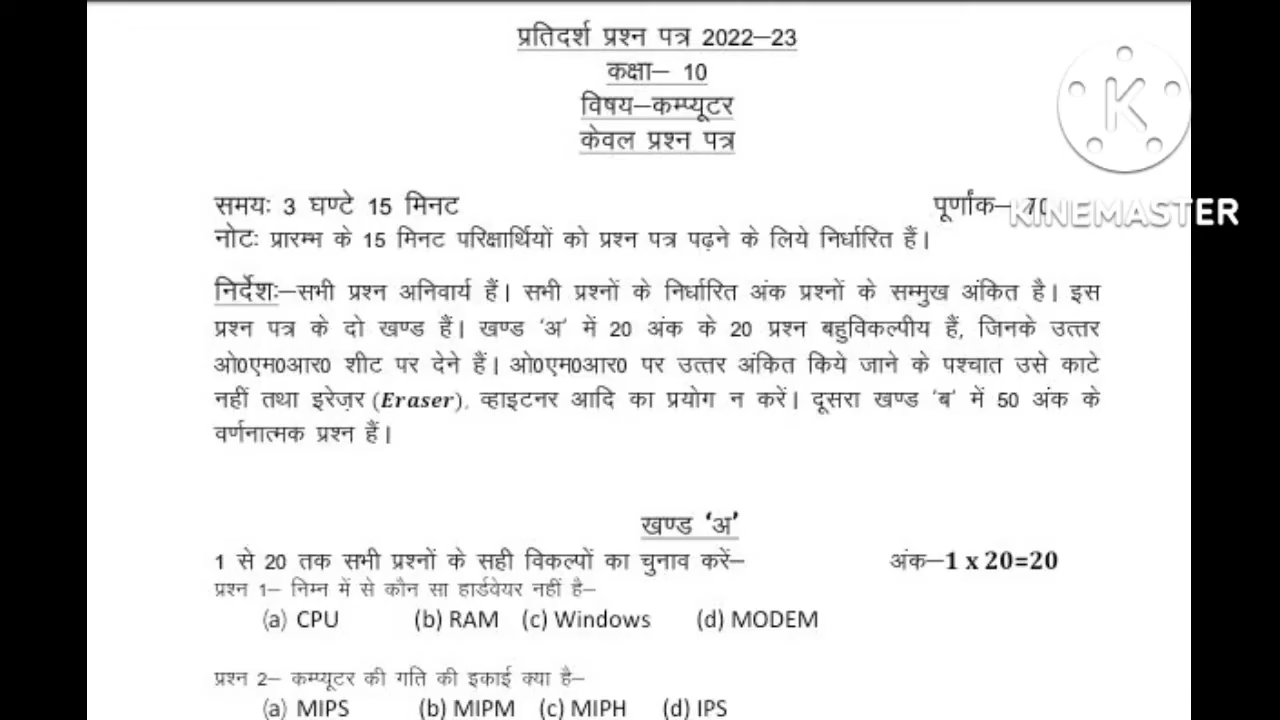 प्रतिदर्श प्रश्न पत्र 2022–23
कक्षा– 10
विषय–कम्प्यूटर
केवल प्रश्न पत्र
समयः 3 घण्टे 15 मिनट पूर्णांक– 70
KINEMASTER
नोटः प्रारम्भ के 15 मिनट परिक्षार्थियों को प्रश्न पत्र पढ़ने के लिये निर्धारित हैं।
निर्देशः–सभी प्रश्न अनिवार्य हैं। सभी प्रश्नों के निर्धारित अंक प्रश्नों के सम्मुख अंकित है। इस
प्रश्न पत्र के दो खण्ड हैं। खण्ड ‘अ’ में 20 अंक के 20 प्रश्न बहुविकल्पीय हैं, जिनके उत्तर
ओ0एम0आर0 शीट पर देने हैं। ओ0एम0आर0 पर उत्तर अंकित किये जाने के पश्चात उसे काटे
नहीं तथा इरेज़र (Eraser), व्हाइटनर आदि का प्रयोग न करें। दूसरा खण्ड ‘ब’ में 50 अंक के
वर्णनात्मक प्रश्न हैं।
खण्ड ‘अ’
1 से 20 तक सभी प्रश्नों के सही विकल्पों का चुनाव करें– अंक–1 x 20=20
प्रश्न 1– निम्न में से कौन सा हार्डवेयर नहीं है–
(a) CPU (b) RAM (c) Windows (d) MODEM
प्रश्न 2– कम्प्यूटर की गति की इकाई क्या है–
(a) MIPS (b) MIPM (c) MIPH (d) IPS